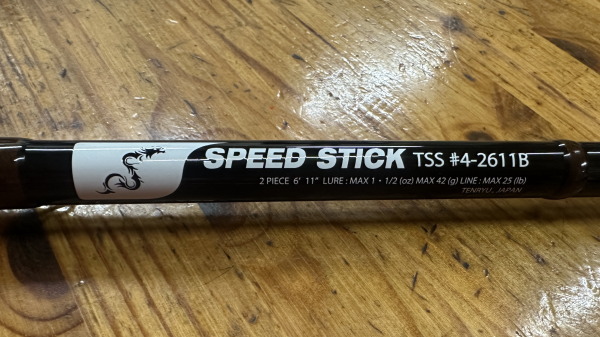 SPEED STICK TSS #4-2611B
2 PIECE 6' 11" LURE : MAX 1・1/2 (oz) MAX 42 (g) LINE : MAX 25 (lb)
TENRYU, JAPAN